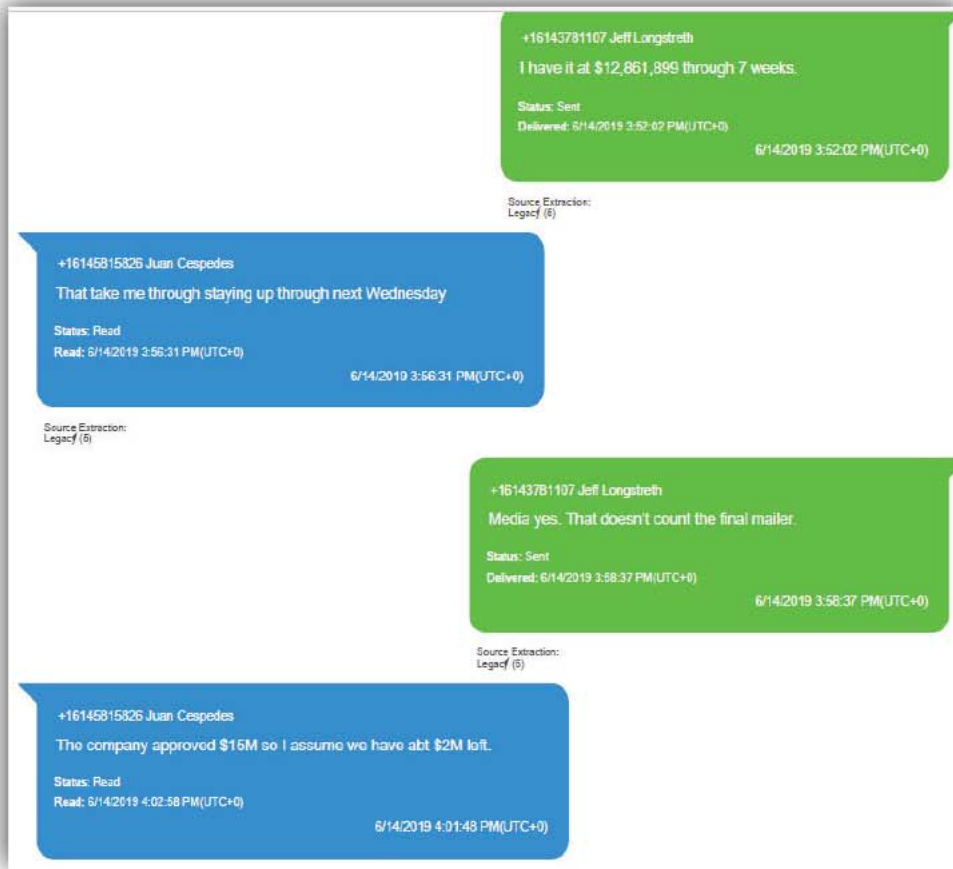 +16143781107 Jeff Longstreth
I have it at $12,861,899 through 7 weeks.
Status: Sent
Delivered: 6/14/2019 3:52:02 PM(UTC+0)
6/14/2019 3:52:02 PM(UTC+0)
Source Extraction:
Legacy (5)
+16145815826 Juan Cespedes
That take me through staying up through next Wednesday
Status: Read
Read: 6/14/2019 3:56:31 PM(UTC+0)
6/14/2019 3:56:31 PM(UTC+0)
Source Extraction:
Legacy (5)
+16143781107 Jeff Longstreth
Media yes. That doesn't count the final mailer.
Status: Sent
Delivered: 6/14/2019 3:58:37 PM(UTC+0)
6/14/2019 3:58:37 PM(UTC+0)
Source Extraction:
Legacy (5)
+16145815826 Juan Cespedes
The company approved $15M so I assume we have abt $2M left.
Status: Read
Read: 6/14/2019 4:02:58 PM(UTC+0)
6/14/2019 4:01:48 PM(UTC+0)